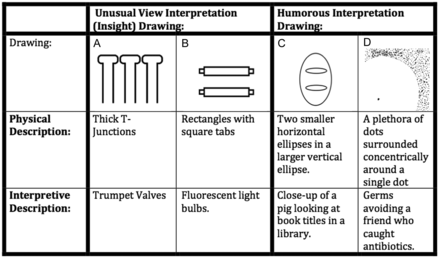 Unusual View Interpretation
(Insight) Drawing:
Humorous Interpretation
Drawing:
Drawing:
A
B
C
D
Physical
Description:
Thick T-
Junctions
Rectangles with
square tabs
Two smaller
horizontal
ellipses in a
larger vertical
ellipse.
A plethora of
dots
surrounded
concentrically
around a
single dot
Interpretive
Description:
Trumpet Valves
Fluorescent light
bulbs.
Close-up of a
pig looking at
book titles in a
library.
Germs
avoiding a
friend who
caught
antibiotics.